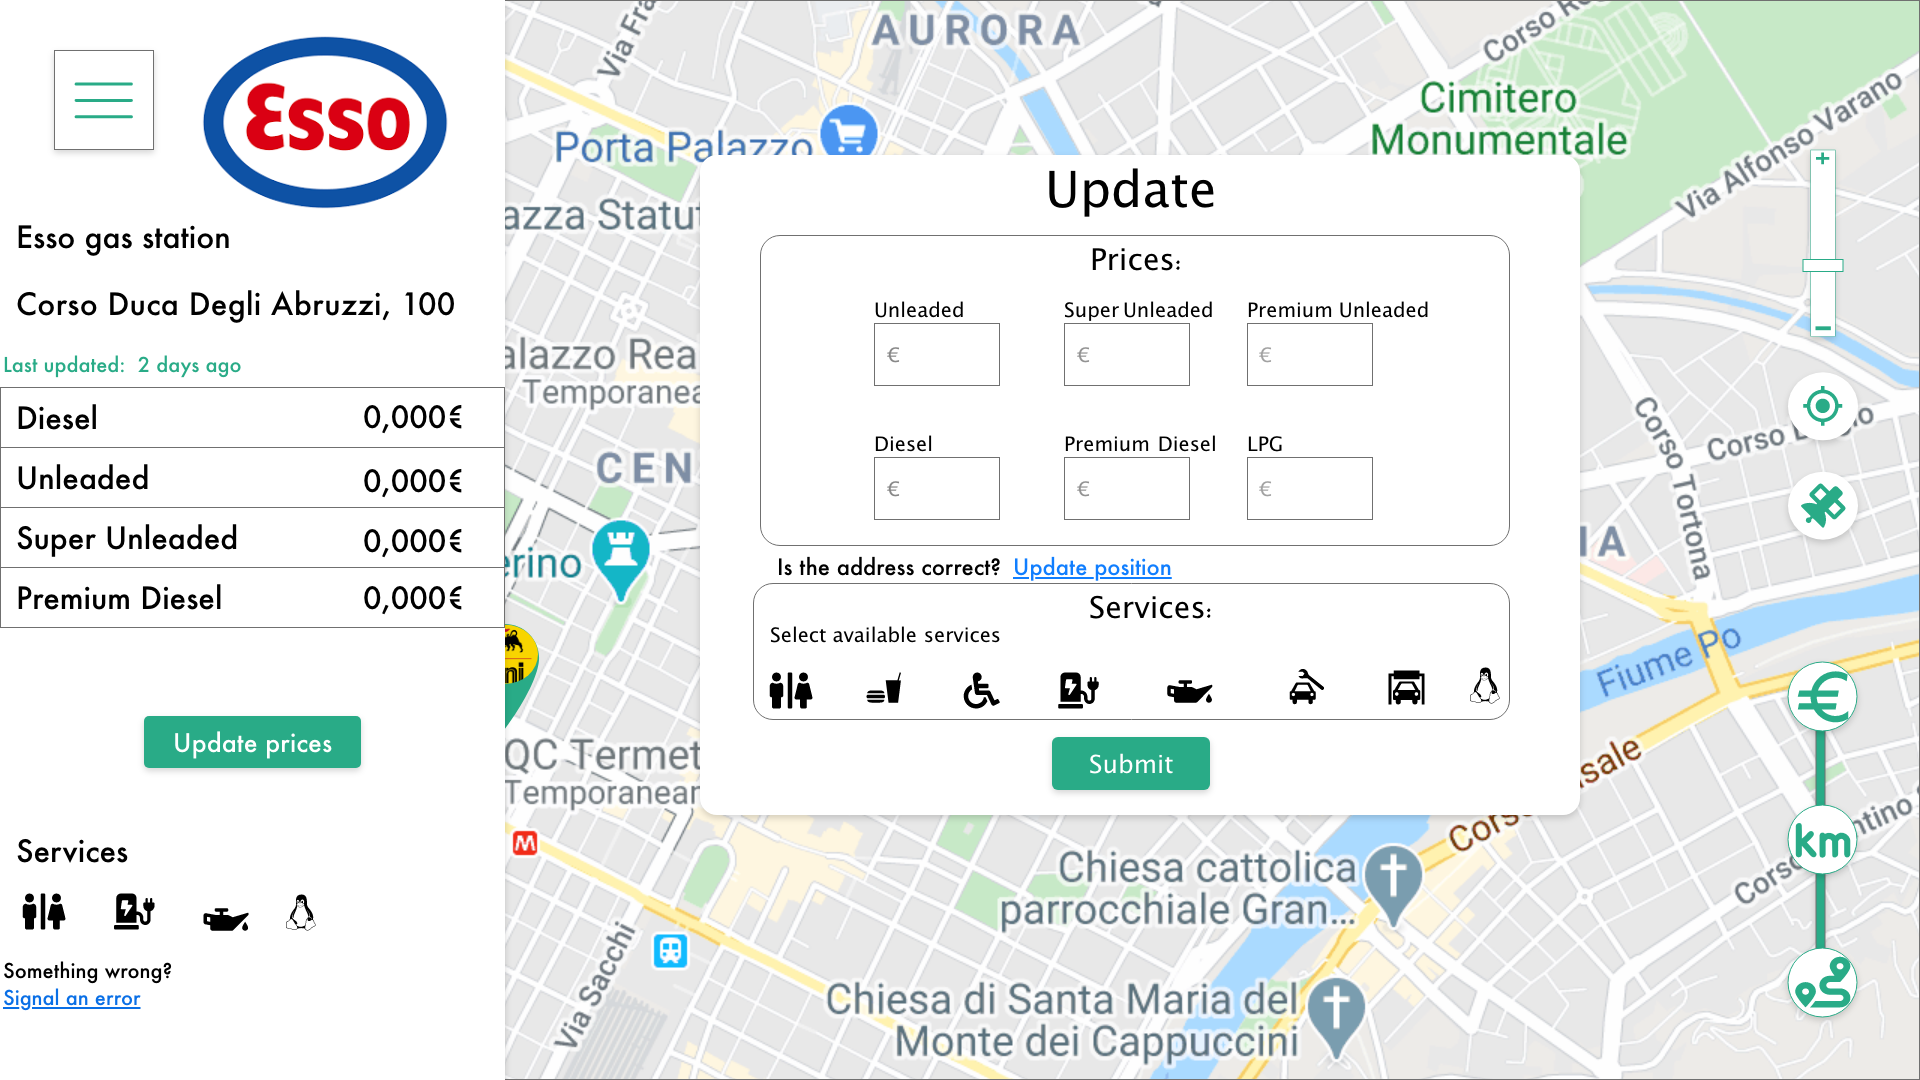 Esso
Esso gas station
Corso Duca Degli Abruzzi, 100
Last updated: 2 days ago
Diesel 0,000€
Unleaded 0,000€
Super Unleaded 0,000€
Premium Diesel 0,000€
Update prices
Services
Something wrong?
Signal an error
AURORA
Corso
Via Fra
Cimitero
Monumentale
Via Alfonso Varano
Porta Palazzo
azza Statut
alazzo Rea
Temporanea
CEN
erino
ni
QC Termet
Temporanear
M
Via Sacchi
Update
Prices:
Unleaded Super Unleaded Premium Unleaded
€ € €
Diesel Premium Diesel LPG
€ € €
Is the address correct? Update position
Services:
Select available services
Submit
+
−
Corso
Corso Tortona
IA
Fiume Po
€
km
Corso
sale
ntino
Corso
Chiesa cattolica
parrocchiale Gran...
Chiesa di Santa Maria del
Monte dei Cappuccini